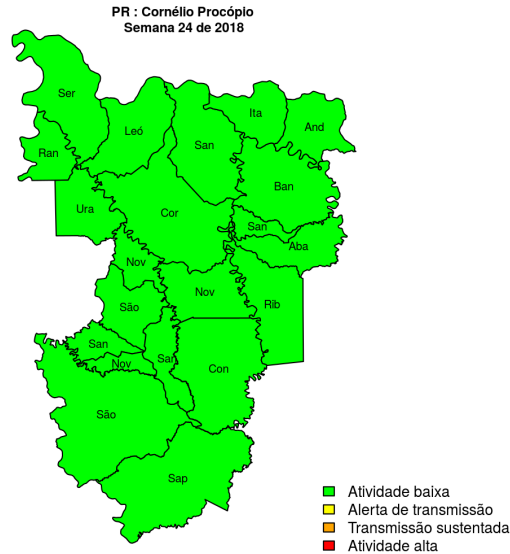 PR : Cornélio Procópio
Semana 24 de 2018
Ser
Leó
Ita
And
San
Ran
Ban
Ura
Cor
San
Aba
Nov
Nov
Rib
São
San
San
Nov
Con
São
Sap
Atividade baixa
Alerta de transmissão
Transmissão sustentada
Atividade alta